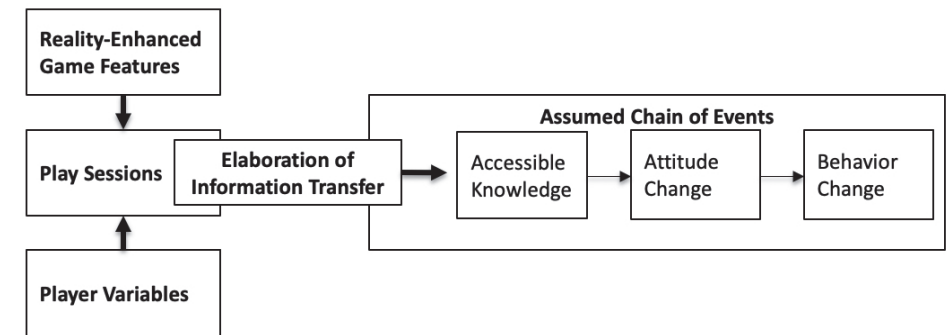 Reality-Enhanced
Game Features
Play Sessions
Player Variables
Elaboration of
Information Transfer
Assumed Chain of Events
Accessible
Knowledge
Attitude
Change
Behavior
Change